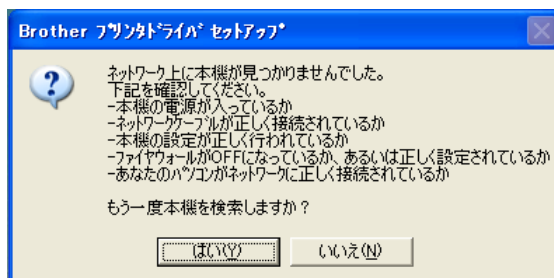 Brother ﾌﾟﾘﾝﾀﾄﾞﾗｲﾊﾞ ｾｯﾄｱｯﾌﾟ
ネットワーク上に本機が見つかりませんでした。
下記を確認してください。
-本機の電源が入っているか
-ネットワークケーブルが正しく接続されているか
-本機の設定が正しく行われているか
-ファイヤウォールがOFFになっているか、あるいは正しく設定されているか
-あなたのパソコンがネットワークに正しく接続されているか
もう一度本機を検索しますか？
はい(Y) いいえ(N)